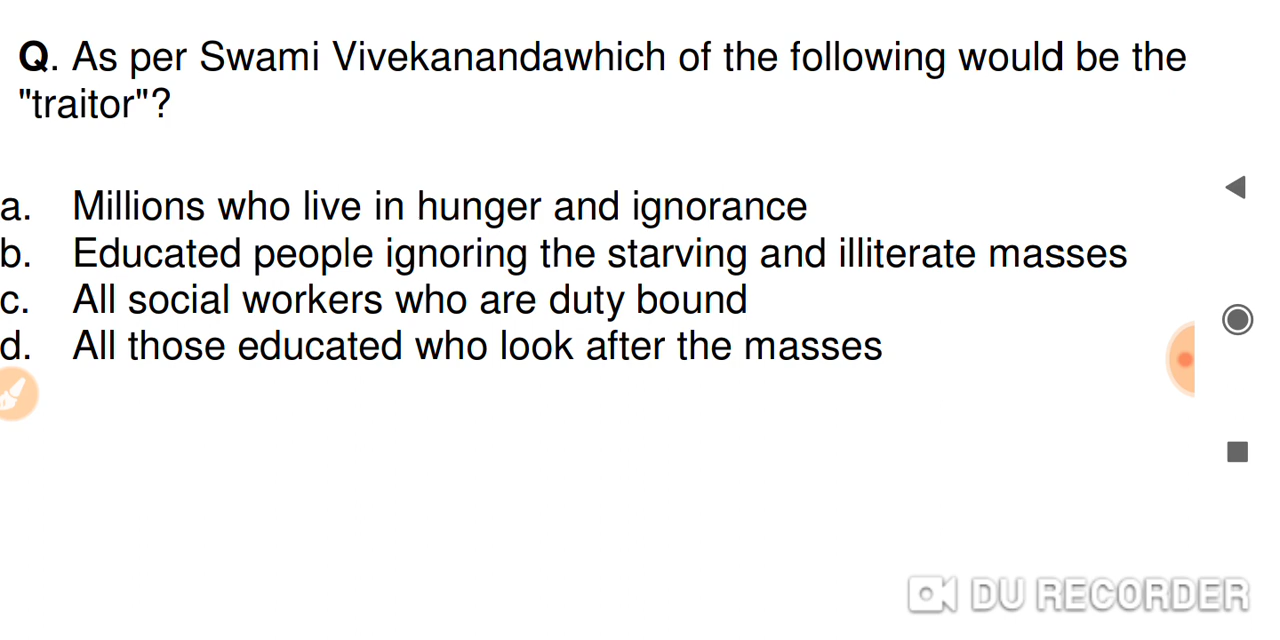 Q. As per Swami Vivekanandawhich of the following would be the
"traitor"?
a. Millions who live in hunger and ignorance
b. Educated people ignoring the starving and illiterate masses
c. All social workers who are duty bound
d. All those educated who look after the masses
DU RECORDER